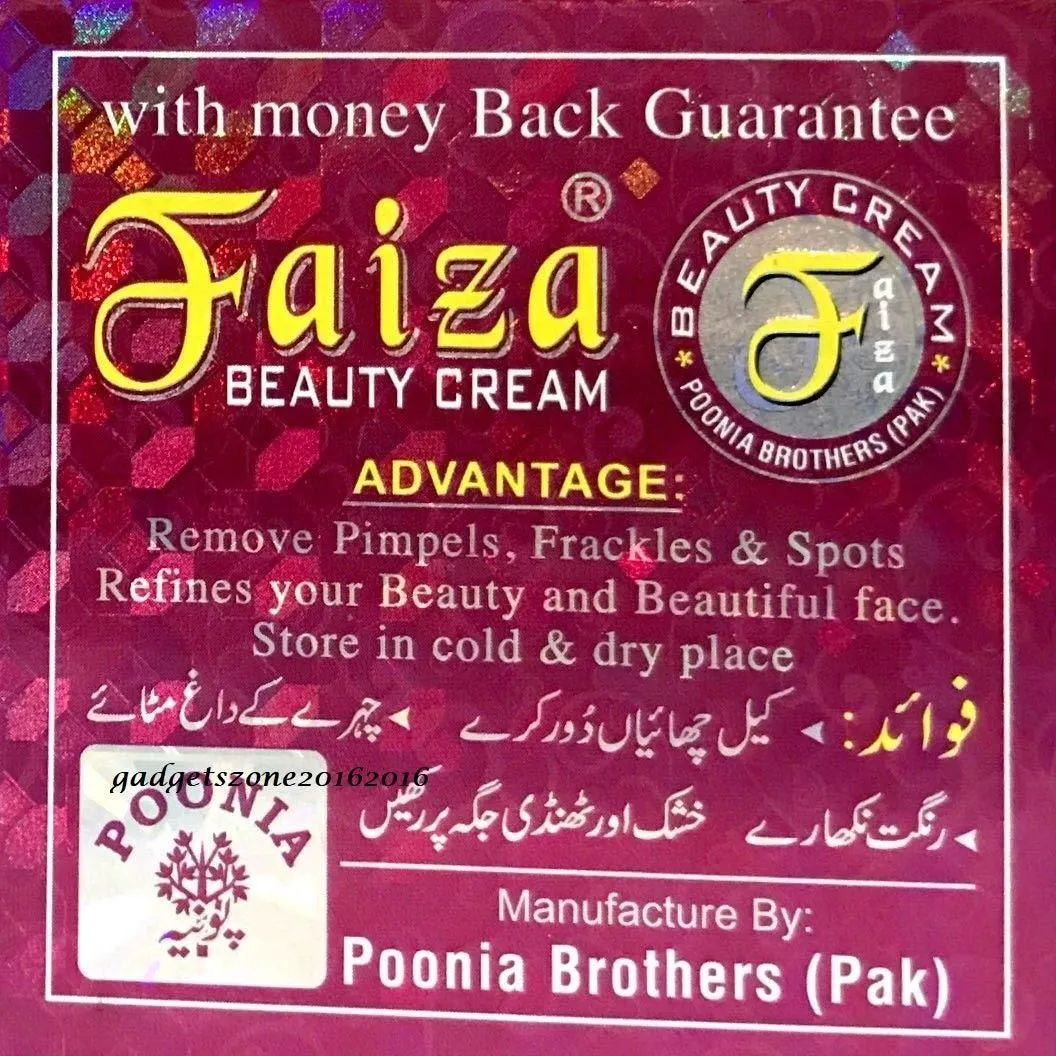 with money Back Guarantee
Faiza ®
BEAUTY CREAM
BEAUTY CREAM
Faiza
* POONIA BROTHERS (PAK) *
ADVANTAGE:
Remove Pimpels, Frackles & Spots
Refines your Beauty and Beautiful face.
Store in cold & dry place
فوائد: کیل چھائیاں دُور کرے چہرے کے داغ مٹائے
رنگت نکھارے خشک اور ٹھنڈی جگہ پر رکھیں
gadgetszone20162016
POONIA
پونیہ
Manufacture By:
Poonia Brothers (Pak)